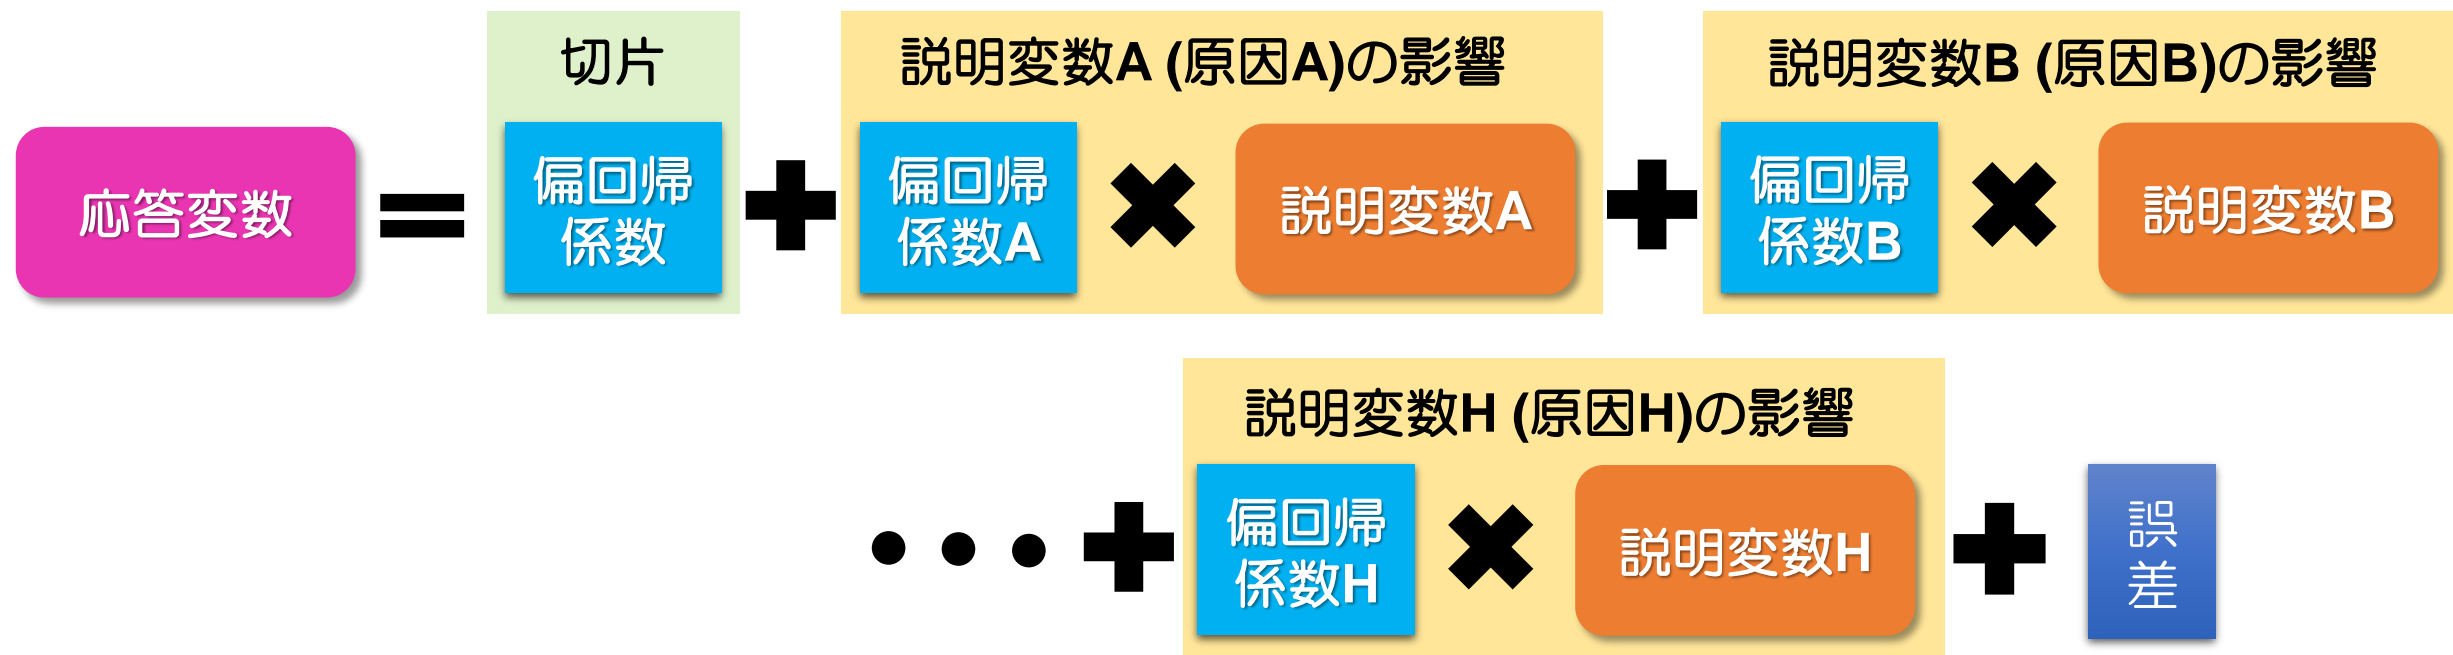 応答変数
=
切片
偏回帰
係数
+
説明変数A (原因A)の影響
偏回帰
係数A
×
説明変数A
+
説明変数B (原因B)の影響
偏回帰
係数B
×
説明変数B
•••
+
説明変数H (原因H)の影響
偏回帰
係数H
×
説明変数H
+
誤
差